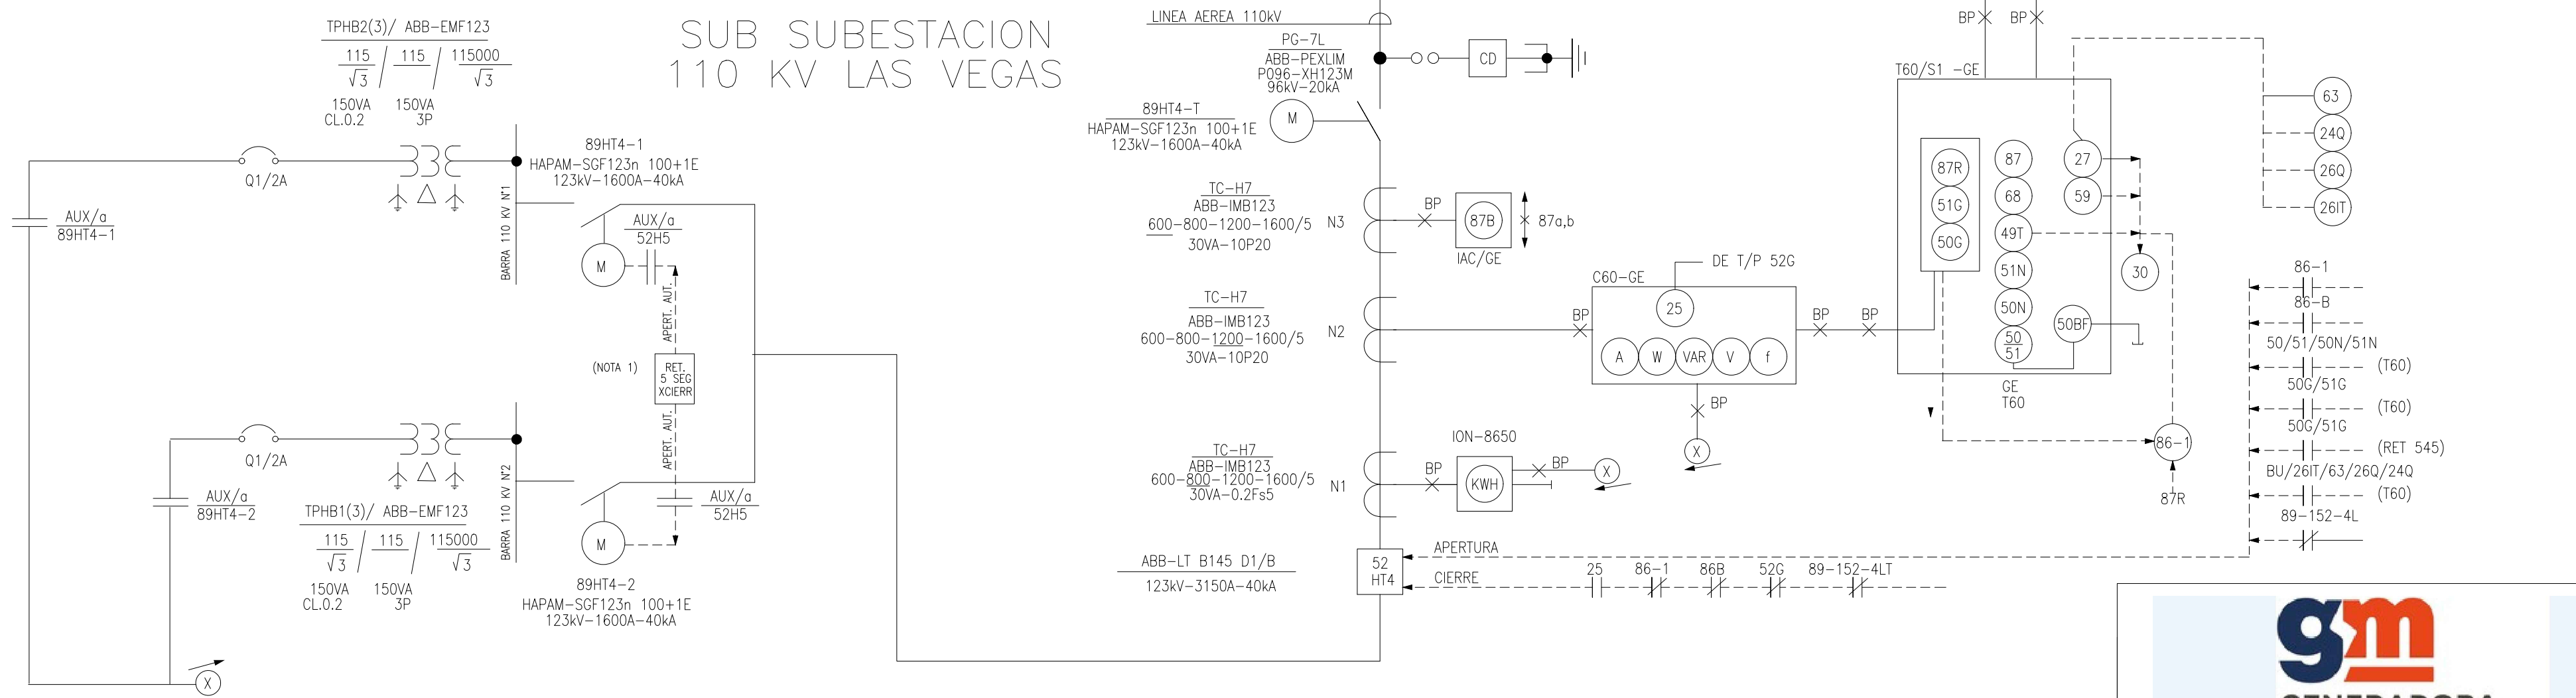 SUB SUBESTACION
110 KV LAS VEGAS
TPHB2(3)/ ABB-EMF123
115/√3 / 115 / 115000/√3
150VA 150VA
CL.0.2 3P
Q1/2A
AUX/a
89HT4-1
BARRA 110 KV N°1
89HT4-1
HAPAM-SGF123n 100+1E
123kV-1600A-40kA
M
AUX/a
52H5
APERT. AUT.
(NOTA 1)
RET.
5 SEG
XCIERR
APERT. AUT.
Q1/2A
AUX/a
89HT4-2
BARRA 110 KV N°2
TPHB1(3)/ ABB-EMF123
115/√3 / 115 / 115000/√3
150VA 150VA
CL.0.2 3P
AUX/a
52H5
M
89HT4-2
HAPAM-SGF123n 100+1E
123kV-1600A-40kA
X
LINEA AEREA 110kV
PG-7L
ABB-PEXLIM
P096-XH123M
96kV-20kA
CD
89HT4-T
HAPAM-SGF123n 100+1E
123kV-1600A-40kA
M
TC-H7
ABB-IMB123
600-800-1200-1600/5
30VA-10P20
N3
BP
87B
87a,b
IAC/GE
TC-H7
ABB-IMB123
600-800-1200-1600/5
30VA-10P20
N2
BP
C60-GE
DE T/P 52G
25
A W VAR V f
BP BP
BP
X
TC-H7
ABB-IMB123
600-800-1200-1600/5
30VA-0.2Fs5
N1
BP
ION-8650
KWH
BP
X
ABB-LT B145 D1/B
123kV-3150A-40kA
52
HT4
APERTURA
CIERRE
25 86-1 86B 52G 89-152-4LT
BP BP
T60/S1 -GE
87R
51G
50G
87
68
49T
51N
50N
50
51
27
59
50BF
30
GE
T60
86-1
87R
63
24Q
26Q
26IT
86-1
86-B
50/51/50N/51N
(T60)
50G/51G
(T60)
50G/51G
(RET 545)
BU/26IT/63/26Q/24Q
(T60)
89-152-4L
gm